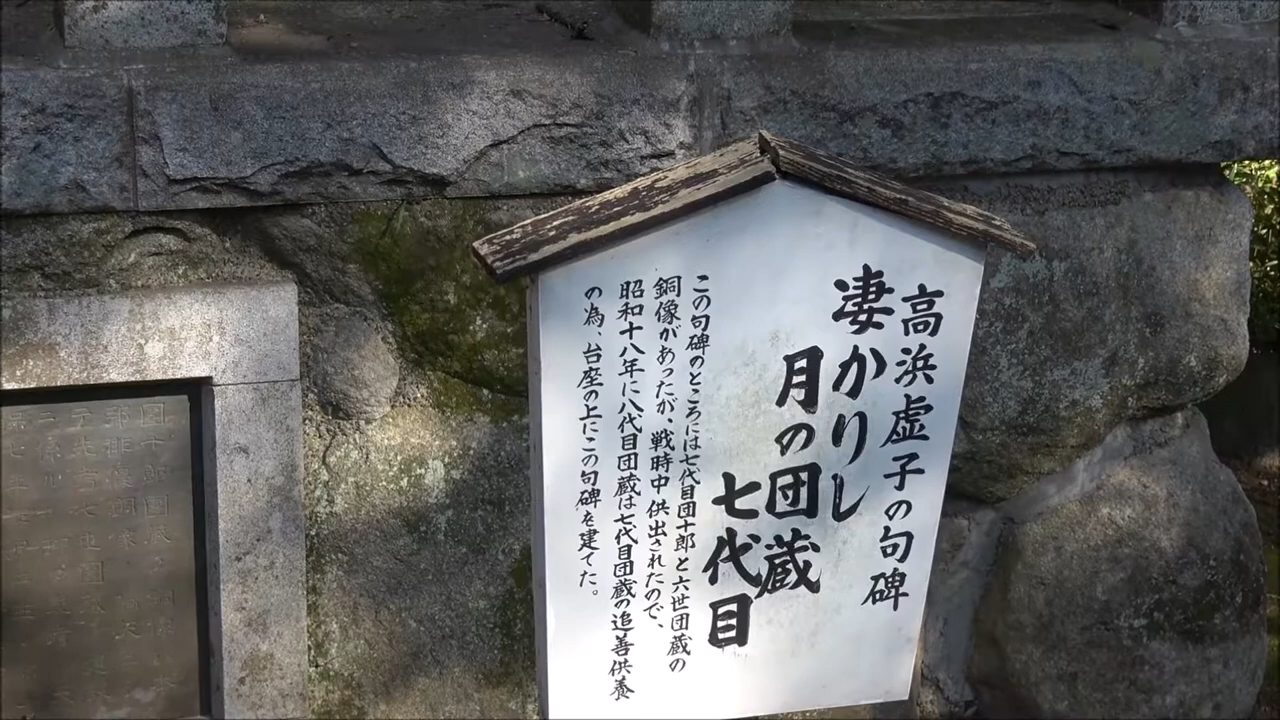 高浜虚子の句碑
凄かりし
月の団蔵
七代目
この句碑のところには七代目団十郎と六世団蔵の
銅像があったが、戦時中供出されたので、
昭和十八年に八代目団蔵は七代目団蔵の追善供養
の為、台座の上にこの句碑を建てた。